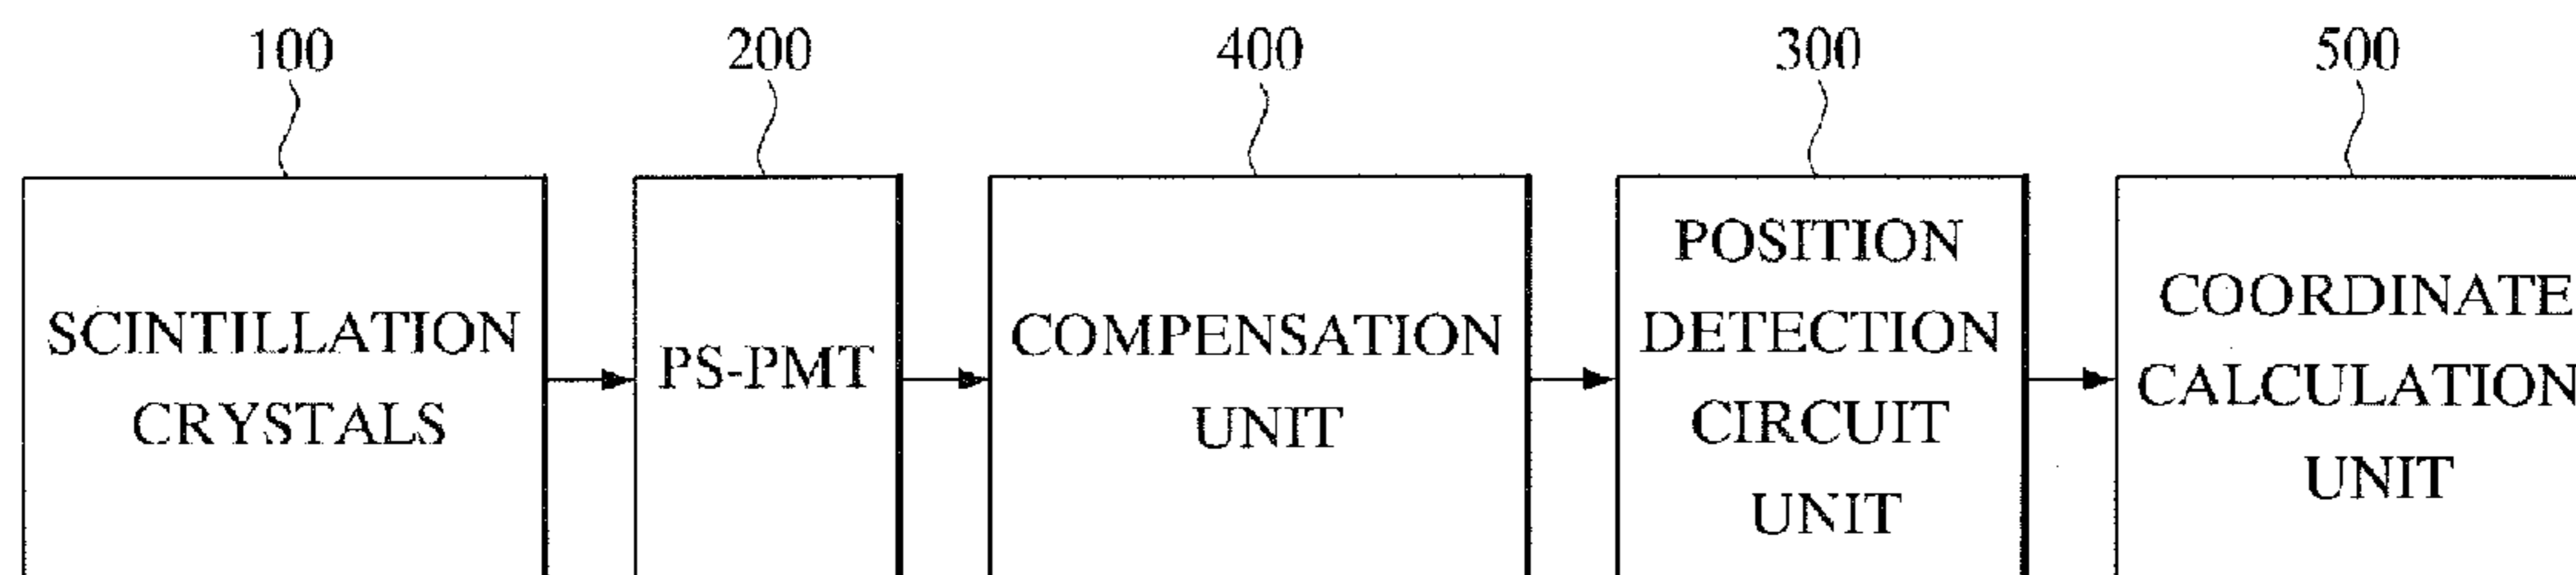 100
200
400
300
500
SCINTILLATION
CRYSTALS
PS-PMT
COMPENSATION
UNIT
POSITION
DETECTION
CIRCUIT
UNIT
COORDINATE
CALCULATION
UNIT